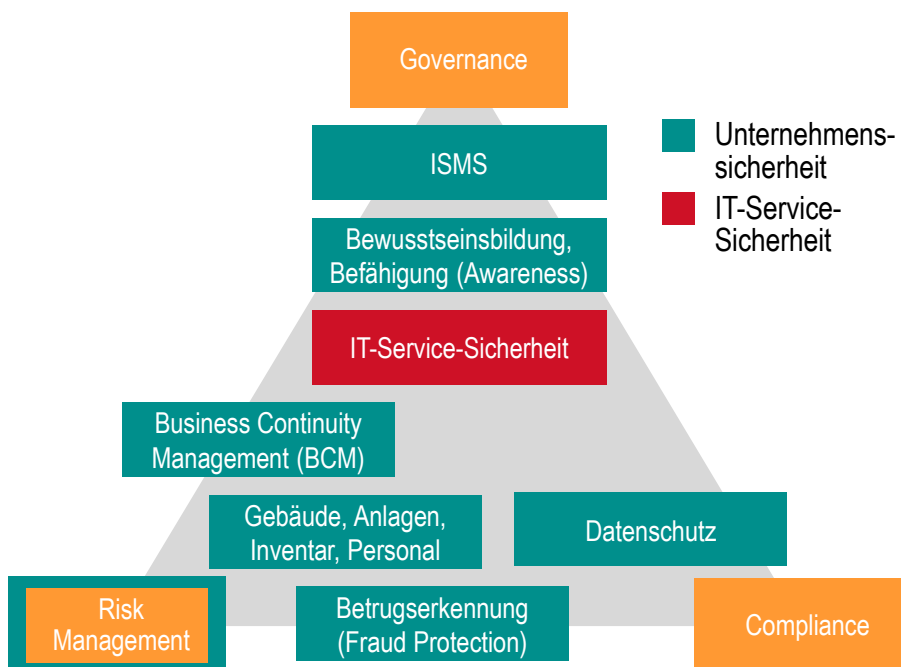 Governance
ISMS
Unternehmens-
sicherheit
IT-Service-
Sicherheit
Bewusstseinsbildung,
Befähigung (Awareness)
IT-Service-Sicherheit
Business Continuity
Management (BCM)
Gebäude, Anlagen,
Inventar, Personal
Datenschutz
Risk
Management
Betrugserkennung
(Fraud Protection)
Compliance